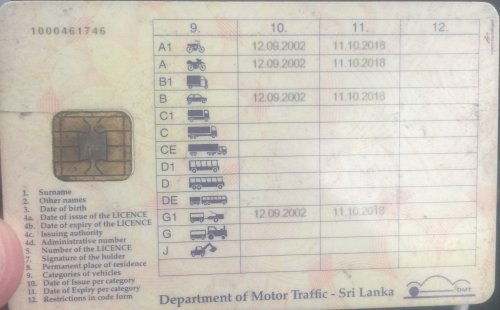 1000461746
9. 10. 11. 12.
A1 12.09.2002 11.10.2018
A 12.09.2002 11.10.2018
B1
B 12.09.2002 11.10.2018
C1
C
CE
D1
D
DE
G1 12.09.2002 11.10.2018
G
J
1. Surname
2. Other names
3. Date of birth
4a. Date of issue of the LICENCE
4b. Date of expiry of the LICENCE
4c. Issuing authority
4d. Administrative number
5. Number of the LICENCE
7. Signature of the holder
8. Permanent place of residence
9. Categories of vehicles
10. Date of Issue per category
11. Date of Expiry per category
12. Restrictions in code form
Department of Motor Traffic - Sri Lanka
DMT